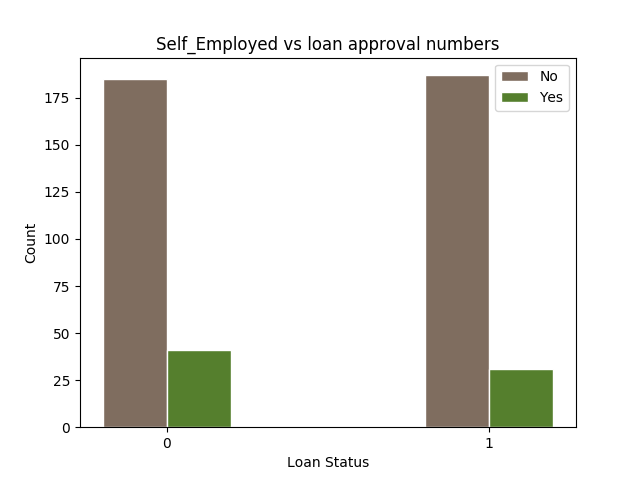 Self_Employed vs loan approval numbers
No
Yes
175
150
125
100
75
50
25
0
Count
0 1
Loan Status